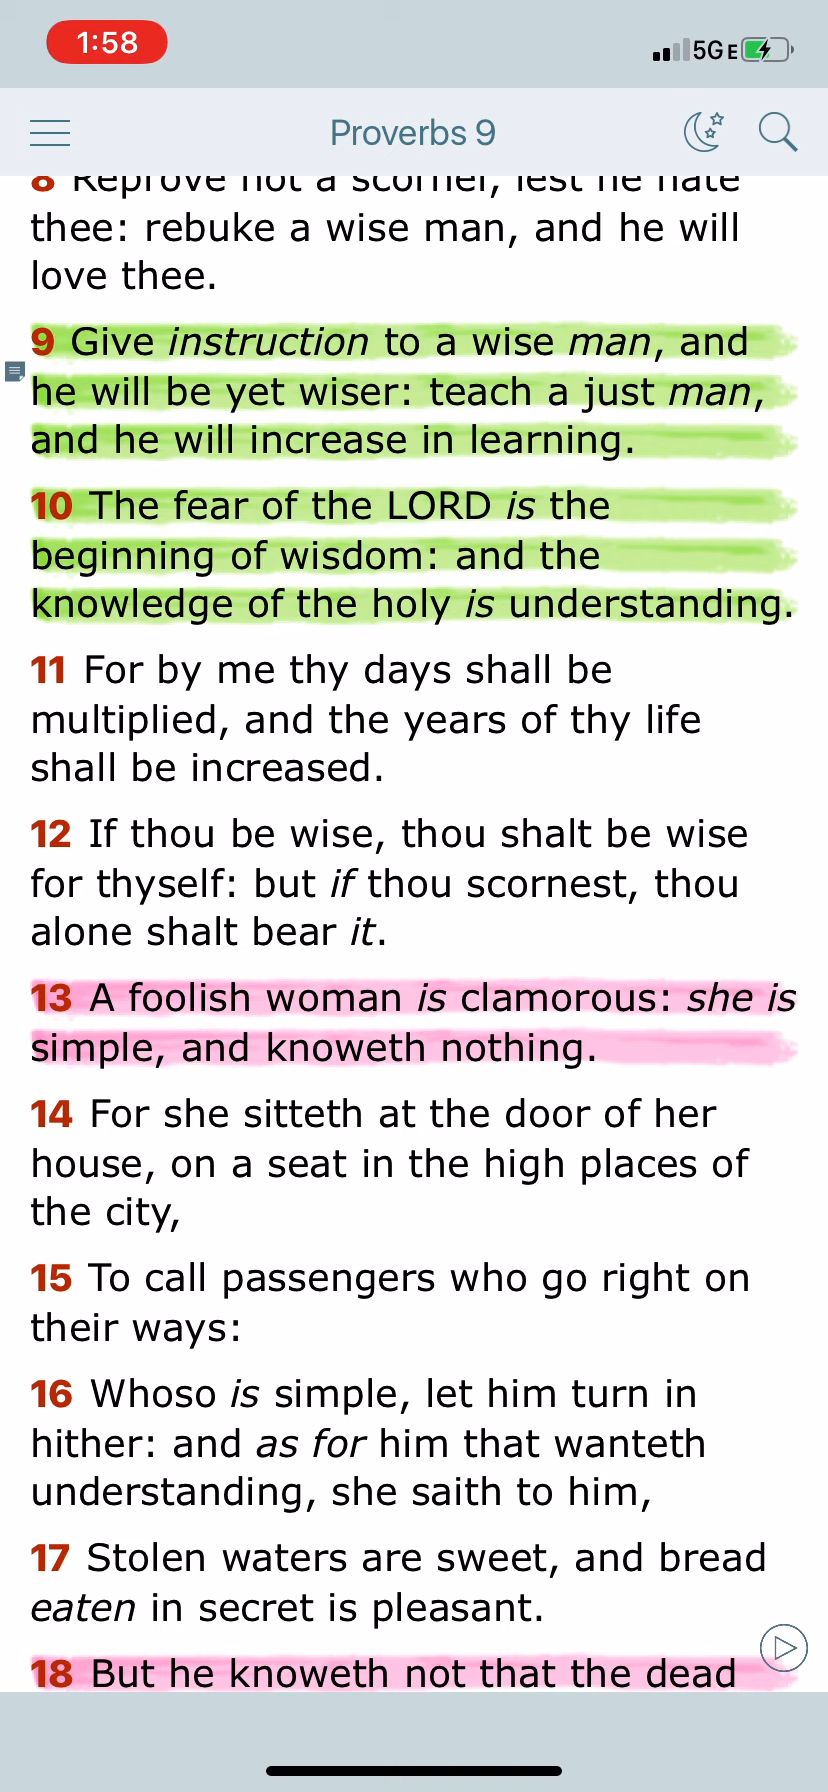 1:58
5GE
Proverbs 9
8 Reprove not a scorner, lest he hate
thee: rebuke a wise man, and he will
love thee.
9 Give instruction to a wise man, and
he will be yet wiser: teach a just man,
and he will increase in learning.
10 The fear of the LORD is the
beginning of wisdom: and the
knowledge of the holy is understanding.
11 For by me thy days shall be
multiplied, and the years of thy life
shall be increased.
12 If thou be wise, thou shalt be wise
for thyself: but if thou scornest, thou
alone shalt bear it.
13 A foolish woman is clamorous: she is
simple, and knoweth nothing.
14 For she sitteth at the door of her
house, on a seat in the high places of
the city,
15 To call passengers who go right on
their ways:
16 Whoso is simple, let him turn in
hither: and as for him that wanteth
understanding, she saith to him,
17 Stolen waters are sweet, and bread
eaten in secret is pleasant.
18 But he knoweth not that the dead